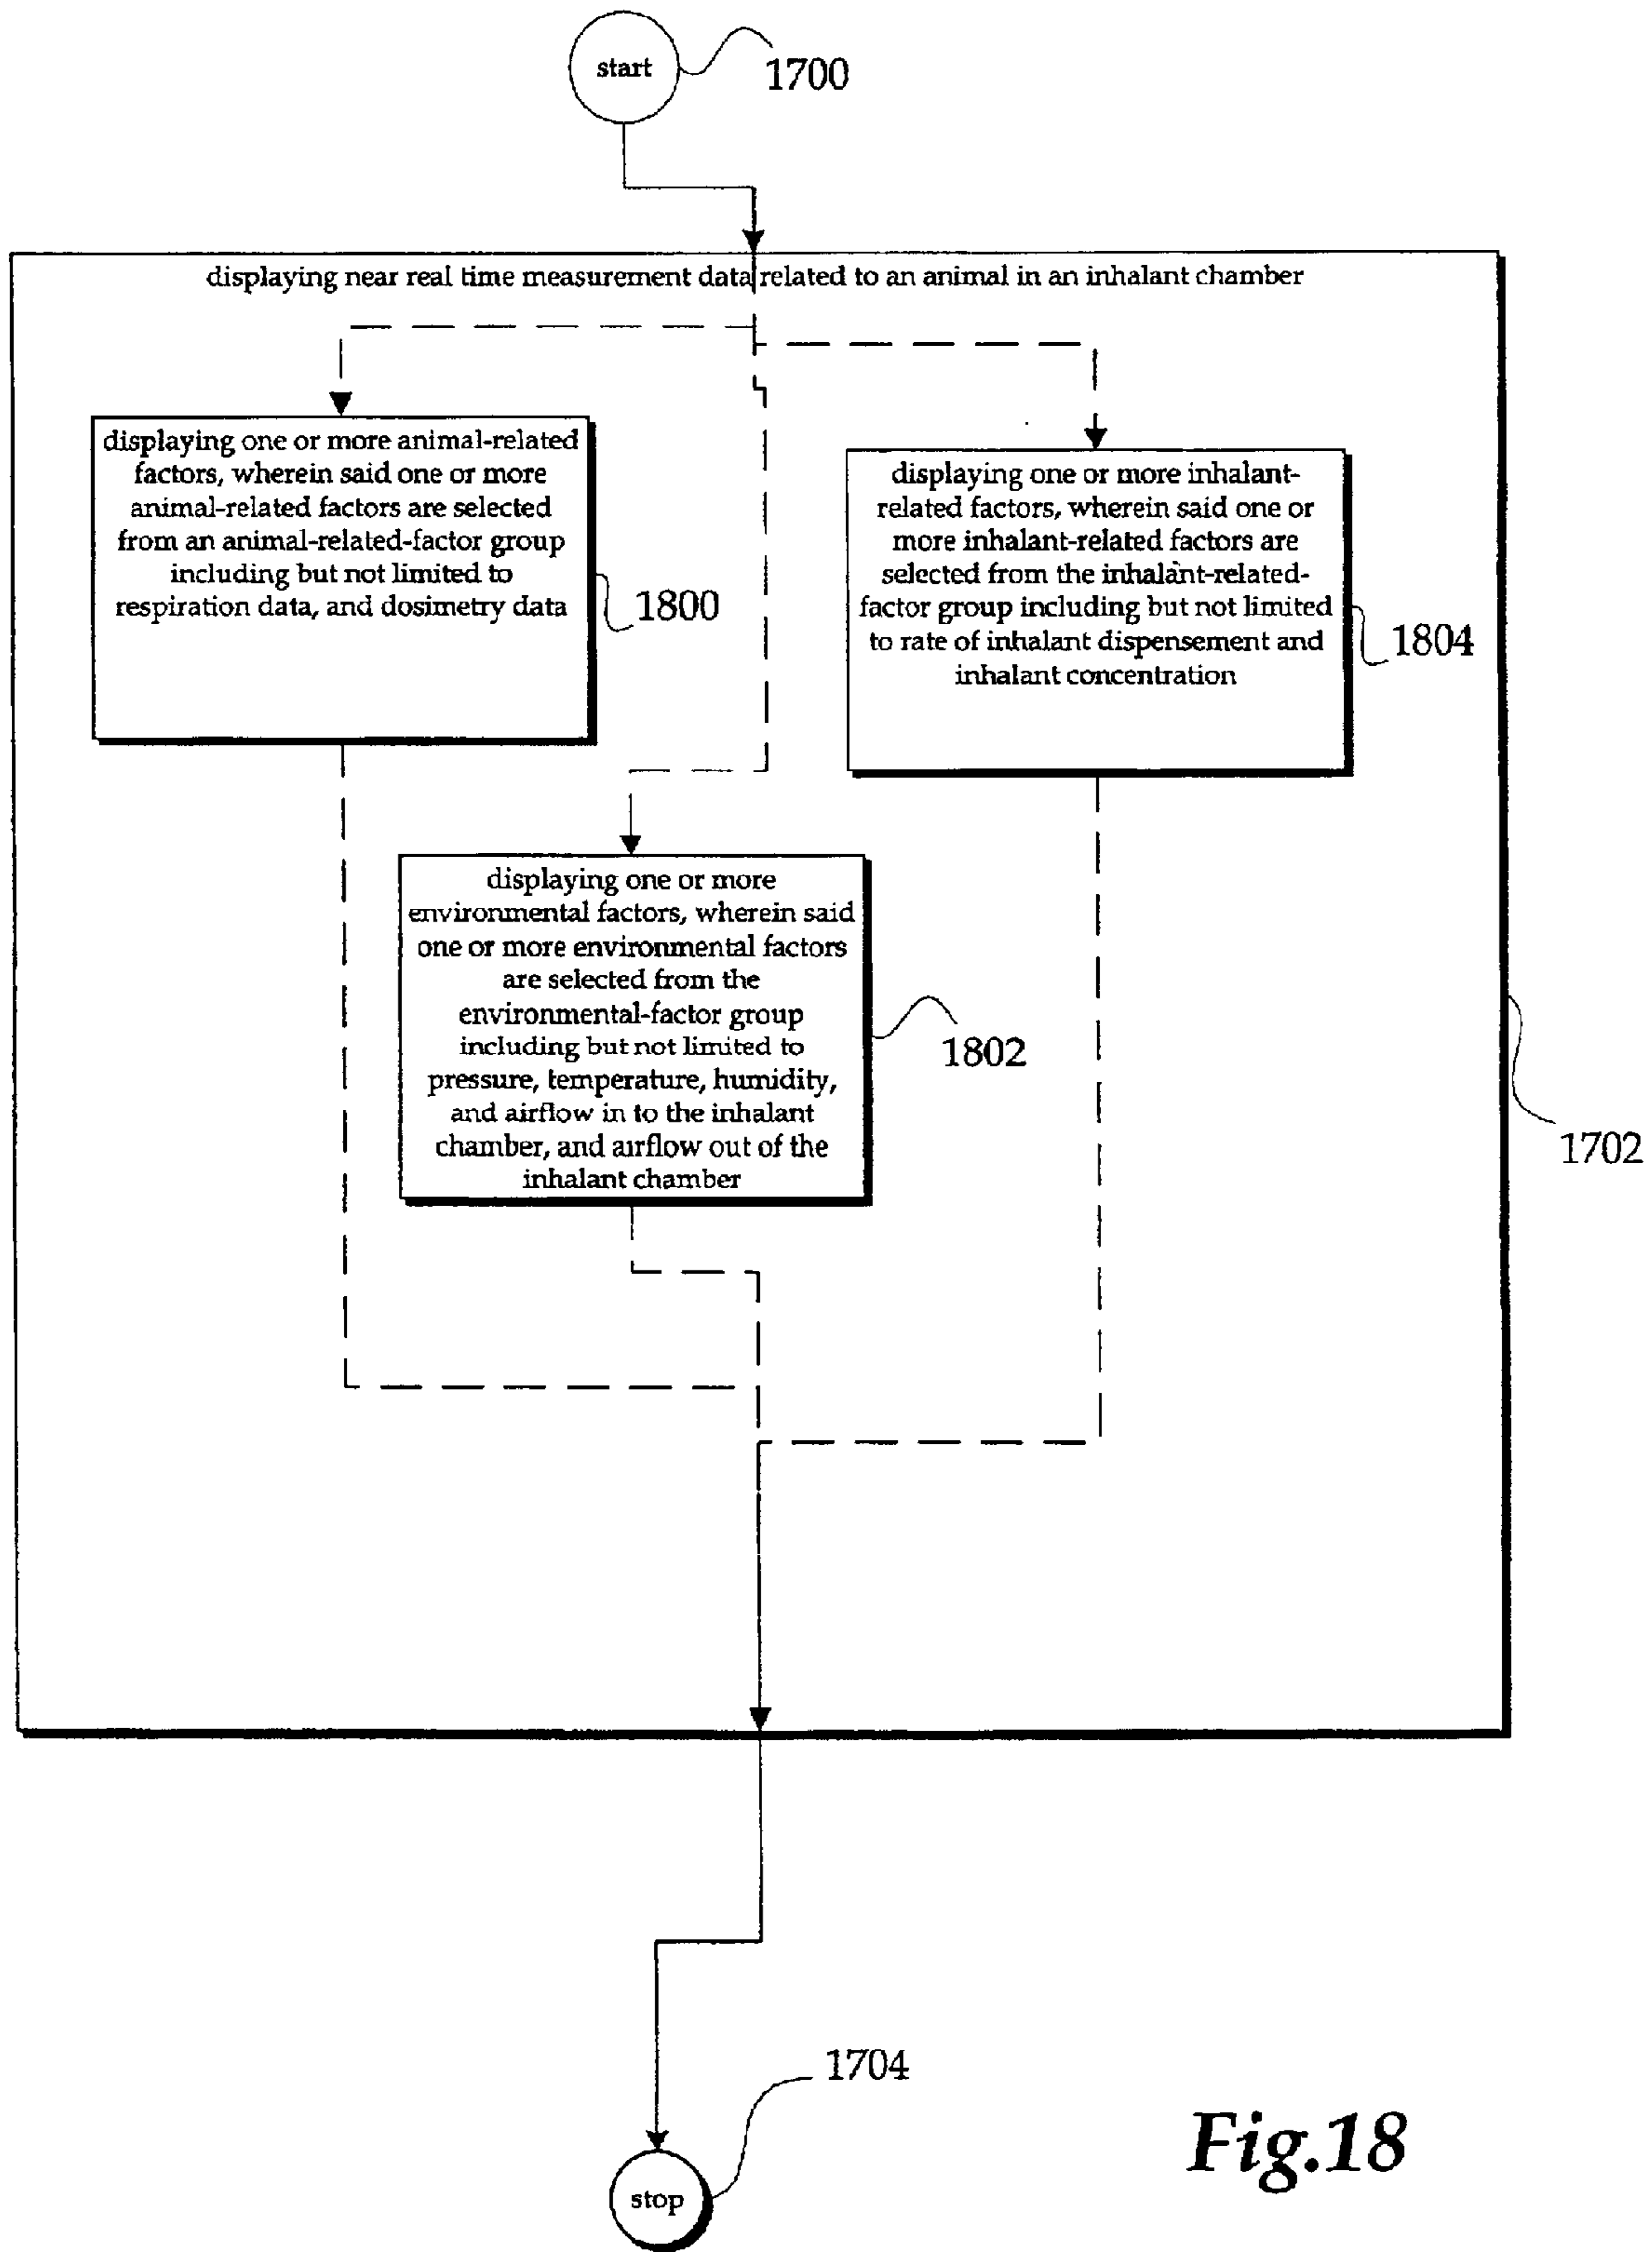 start
1700
displaying near real time measurement data related to an animal in an inhalant chamber
displaying one or more animal-related
factors, wherein said one or more
animal-related factors are selected
from an animal-related-factor group
including but not limited to
respiration data, and dosimetry data
1800
displaying one or more inhalant-
related factors, wherein said one or
more inhalant-related factors are
selected from the inhalant-related-
factor group including but not limited
to rate of inhalant dispensement and
inhalant concentration
1804
displaying one or more
environmental factors, wherein said
one or more environmental factors
are selected from the
environmental-factor group
including but not limited to
pressure, temperature, humidity,
and airflow in to the inhalant
chamber, and airflow out of the
inhalant chamber
1802
1702
1704
stop
Fig.18